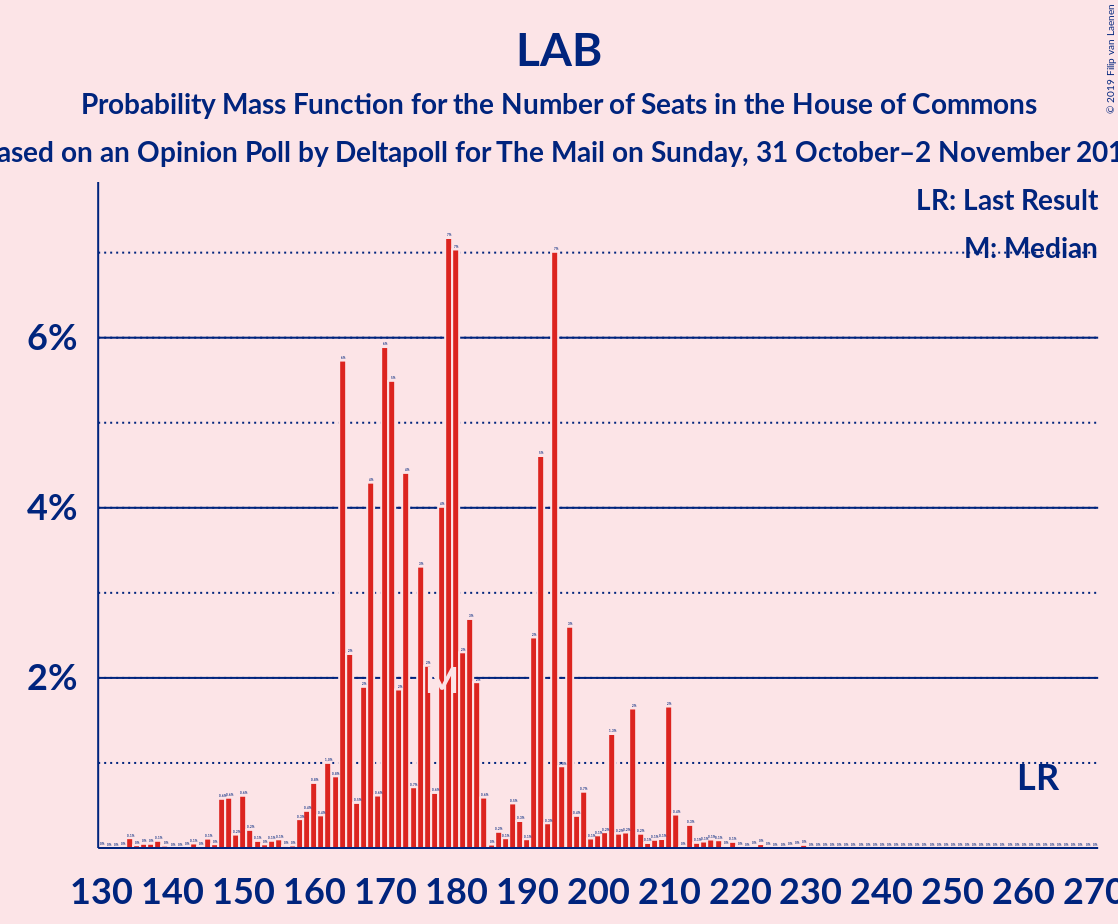 LAB
© 2019 Filip van Laenen
Probability Mass Function for the Number of Seats in the House of Commons
ased on an Opinion Poll by Deltapoll for The Mail on Sunday, 31 October–2 November 201
LR: Last Result
M: Median
6%
4%
2%
M
LR
130 140 150 160 170 180 190 200 210 220 230 240 250 260 270